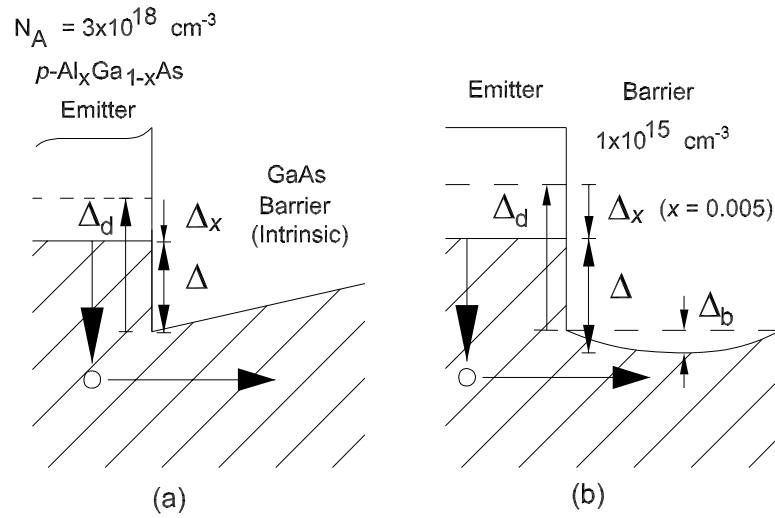 N_A = 3x10^18 cm^-3
p-Al_xGa_1-xAs
Emitter
GaAs
Barrier
(Intrinsic)
Δ_d
Δ_x
Δ
(a)
Emitter
Barrier
1x10^15 cm^-3
Δ_d
Δ_x (x = 0.005)
Δ
Δ_b
(b)